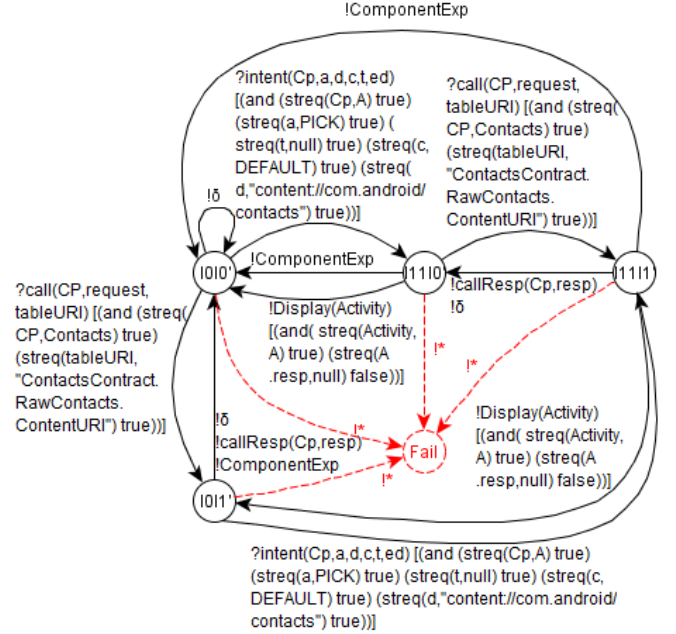 !ComponentExp
?intent(Cp,a,d,c,t,ed)
[(and (streq(Cp,A) true)
(streq(a,PICK) true) (
streq(t,null) true) (streq(c,
DEFAULT) true) (streq(
d,"content://com.android/
contacts") true))]
?call(CP,request,
tableURI) [(and (streq(
CP,Contacts) true)
(streq(tableURI,
"ContactsContract.
RawContacts.
ContentURI") true))]
!δ
l0l0'
!ComponentExp
l1l0
l1l1
!callResp(Cp,resp)
!δ
?call(CP,request,
tableURI) [(and (streq(
CP,Contacts) true)
(streq(tableURI,
"ContactsContract.
RawContacts.
ContentURI") true))]
!Display(Activity)
[(and( streq(Activity,
A) true) (streq(A
.resp,null) false))]
!*
!*
!*
!*
Fail
!Display(Activity)
[(and( streq(Activity,
A) true) (streq(A
.resp,null) false))]
!δ
!callResp(Cp,resp)
!ComponentExp
l0l1'
?intent(Cp,a,d,c,t,ed) [(and (streq(Cp,A) true)
(streq(a,PICK) true) (streq(t,null) true) (streq(c,
DEFAULT) true) (streq(d,"content://com.android/
contacts") true))]